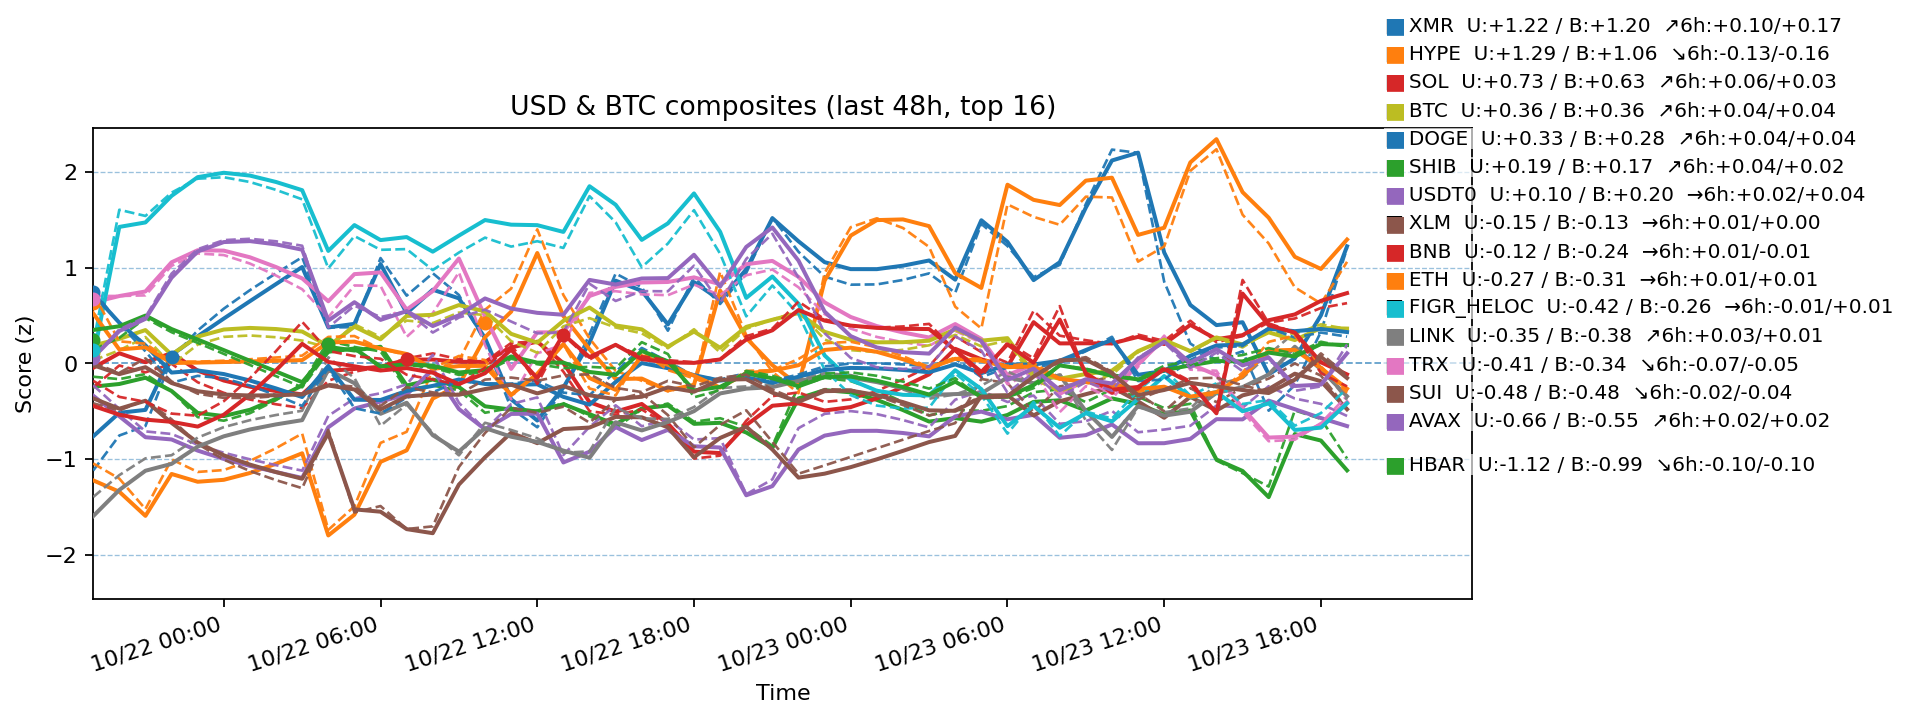 XMR  U:+1.22 / B:+1.20  ↗6h:+0.10/+0.17
HYPE  U:+1.29 / B:+1.06  ↘6h:-0.13/-0.16
SOL  U:+0.73 / B:+0.63  ↗6h:+0.06/+0.03
USD & BTC composites (last 48h, top 16)
BTC  U:+0.36 / B:+0.36  ↗6h:+0.04/+0.04
DOGE  U:+0.33 / B:+0.28  ↗6h:+0.04/+0.04
SHIB  U:+0.19 / B:+0.17  ↗6h:+0.04/+0.02
USDT0  U:+0.10 / B:+0.20  →6h:+0.02/+0.04
XLM  U:-0.15 / B:-0.13  →6h:+0.01/+0.00
BNB  U:-0.12 / B:-0.24  →6h:+0.01/-0.01
ETH  U:-0.27 / B:-0.31  →6h:+0.01/+0.01
FIGR_HELOC  U:-0.42 / B:-0.26  →6h:-0.01/+0.01
LINK  U:-0.35 / B:-0.38  ↗6h:+0.03/+0.01
TRX  U:-0.41 / B:-0.34  ↘6h:-0.07/-0.05
SUI  U:-0.48 / B:-0.48  ↘6h:-0.02/-0.04
AVAX  U:-0.66 / B:-0.55  ↗6h:+0.02/+0.02
HBAR  U:-1.12 / B:-0.99  ↘6h:-0.10/-0.10
Score (z)
2
1
0
−1
−2
10/22 00:00
10/22 06:00
10/22 12:00
10/22 18:00
10/23 00:00
10/23 06:00
10/23 12:00
10/23 18:00
Time